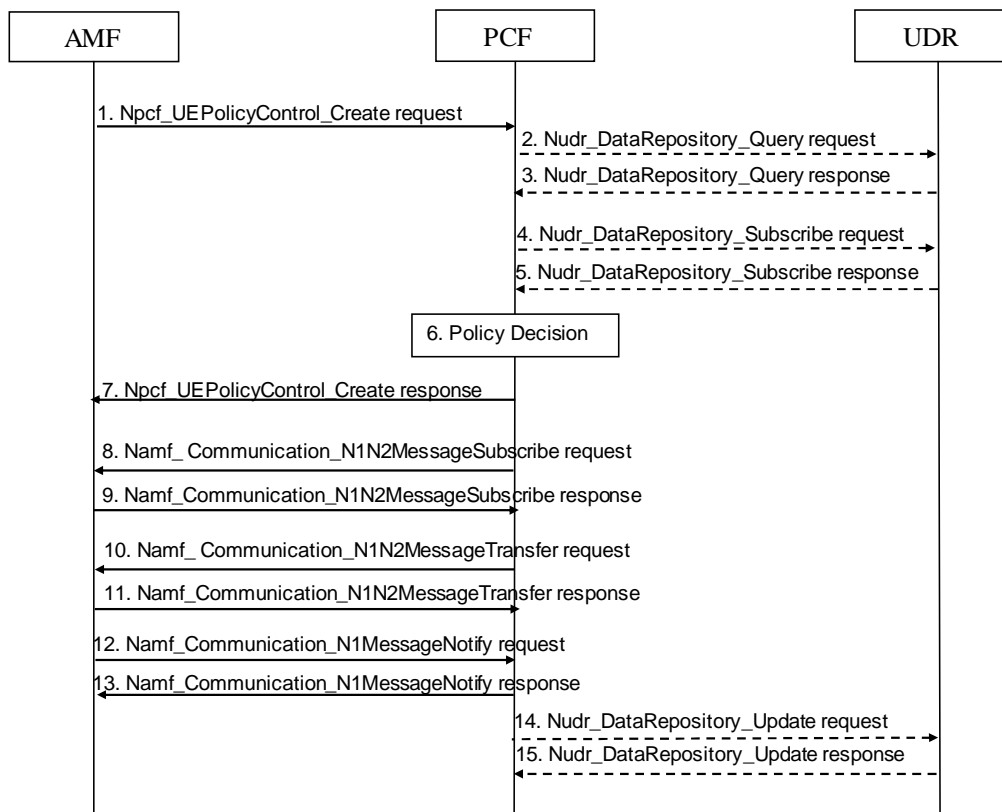 AMF
PCF
UDR
1. Npcf_UEPolicyControl_Create request
2. Nudr_DataRepository_Query request
3. Nudr_DataRepository_Query response
4. Nudr_DataRepository_Subscribe request
5. Nudr_DataRepository_Subscribe response
6. Policy Decision
7. Npcf_UEPolicyControl_Create response
8. Namf_ Communication_N1N2MessageSubscribe request
9. Namf_Communication_N1N2MessageSubscribe response
10. Namf_ Communication_N1N2MessageTransfer request
11. Namf_Communication_N1N2MessageTransfer response
12. Namf_Communication_N1MessageNotify request
13. Namf_Communication_N1MessageNotify response
14. Nudr_DataRepository_Update request
15. Nudr_DataRepository_Update response